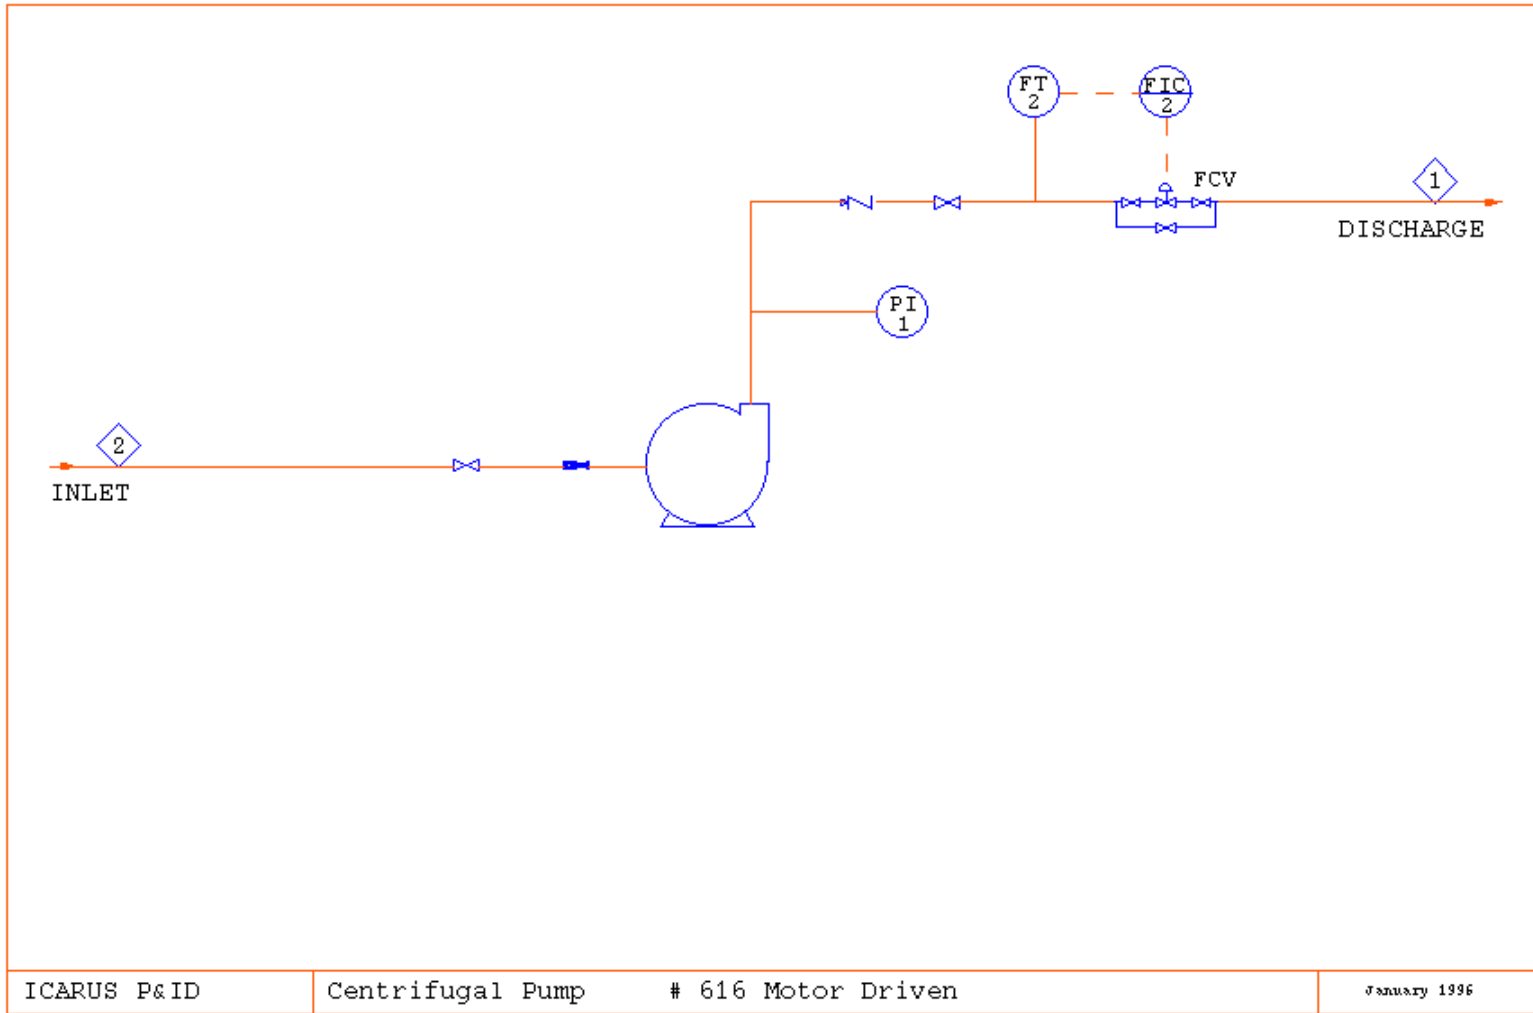 FT
2
FIC
2
FCV
1
DISCHARGE
PI
1
2
INLET
ICARUS P&ID
Centrifugal Pump # 616 Motor Driven
January 1996